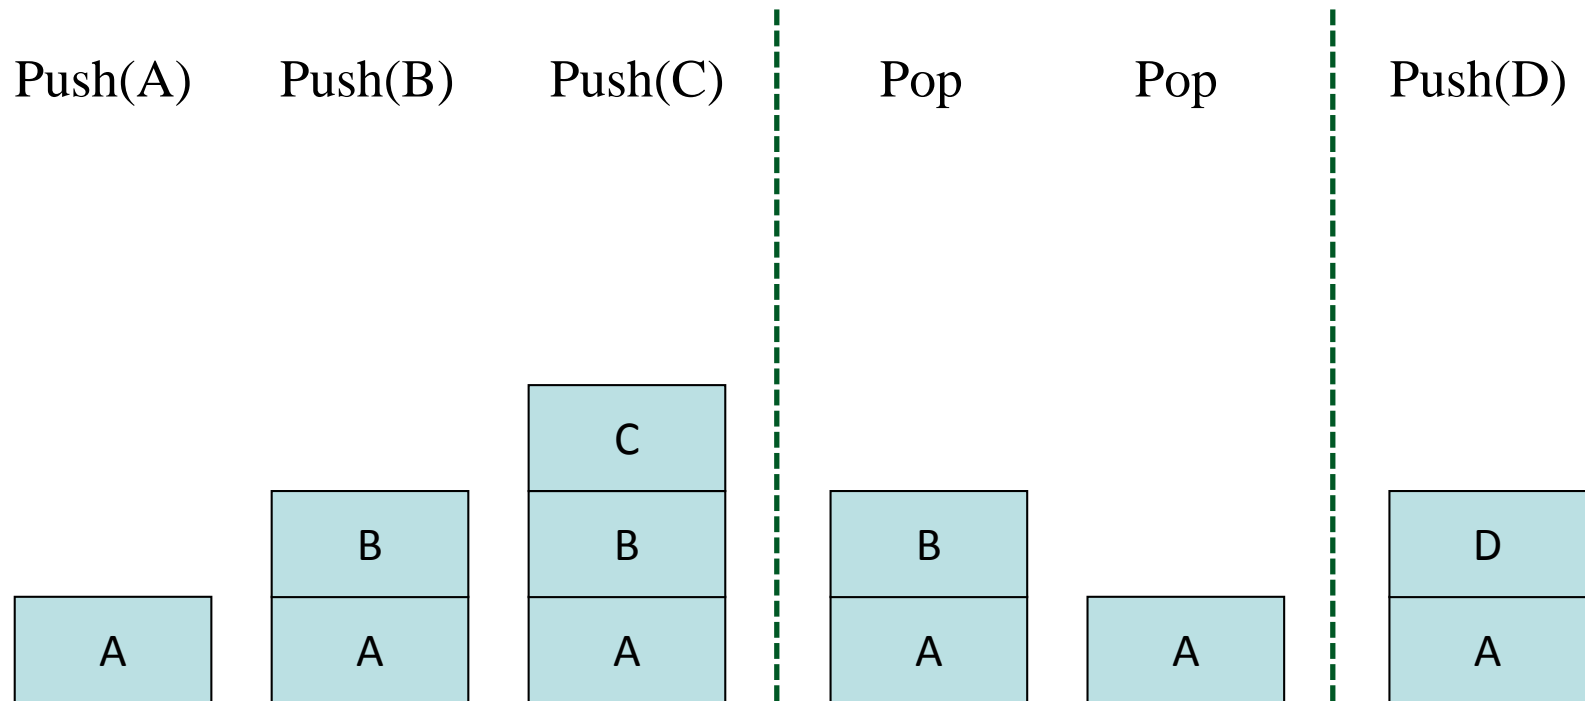 Push(A) Push(B) Push(C) Pop Pop Push(D)
C
B B B D
A A A A A A